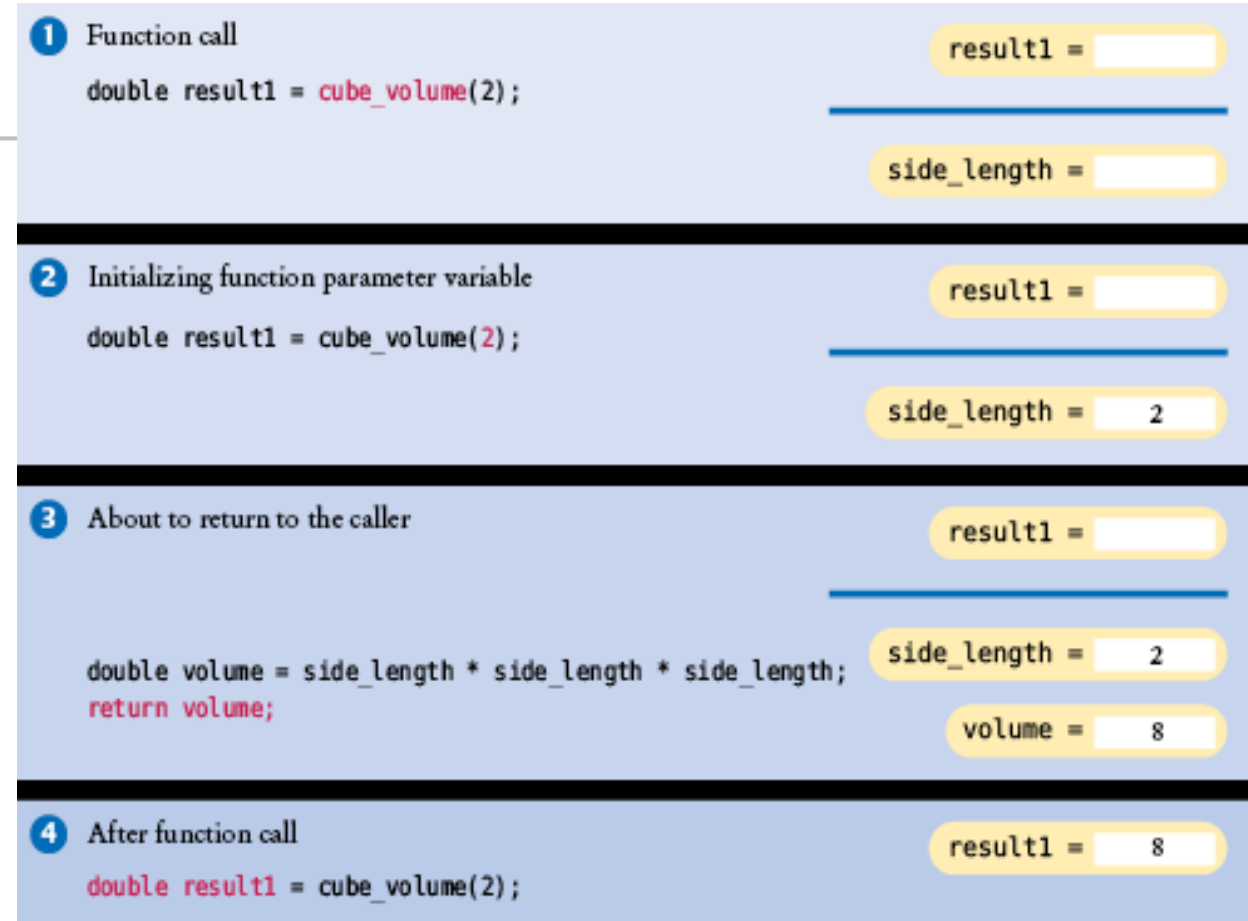 1 Function call
double result1 = cube_volume(2);
result1 =
side_length =
2 Initializing function parameter variable
double result1 = cube_volume(2);
result1 =
side_length = 2
3 About to return to the caller
result1 =
side_length = 2
double volume = side_length * side_length * side_length;
return volume;
volume = 8
4 After function call
double result1 = cube_volume(2);
result1 = 8